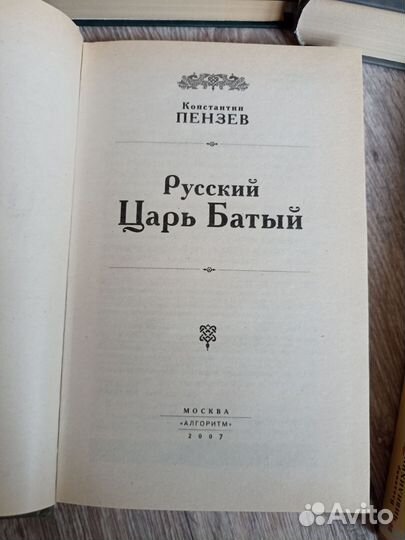 Константин
ПЕНЗЕВ
Русский
Царь Батый
МОСКВА
«АЛГОРИТМ»
2007
Avito